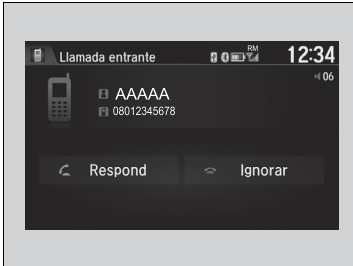 Llamada entrante RM 12:34
06
AAAAA
08012345678
Respond Ignorar